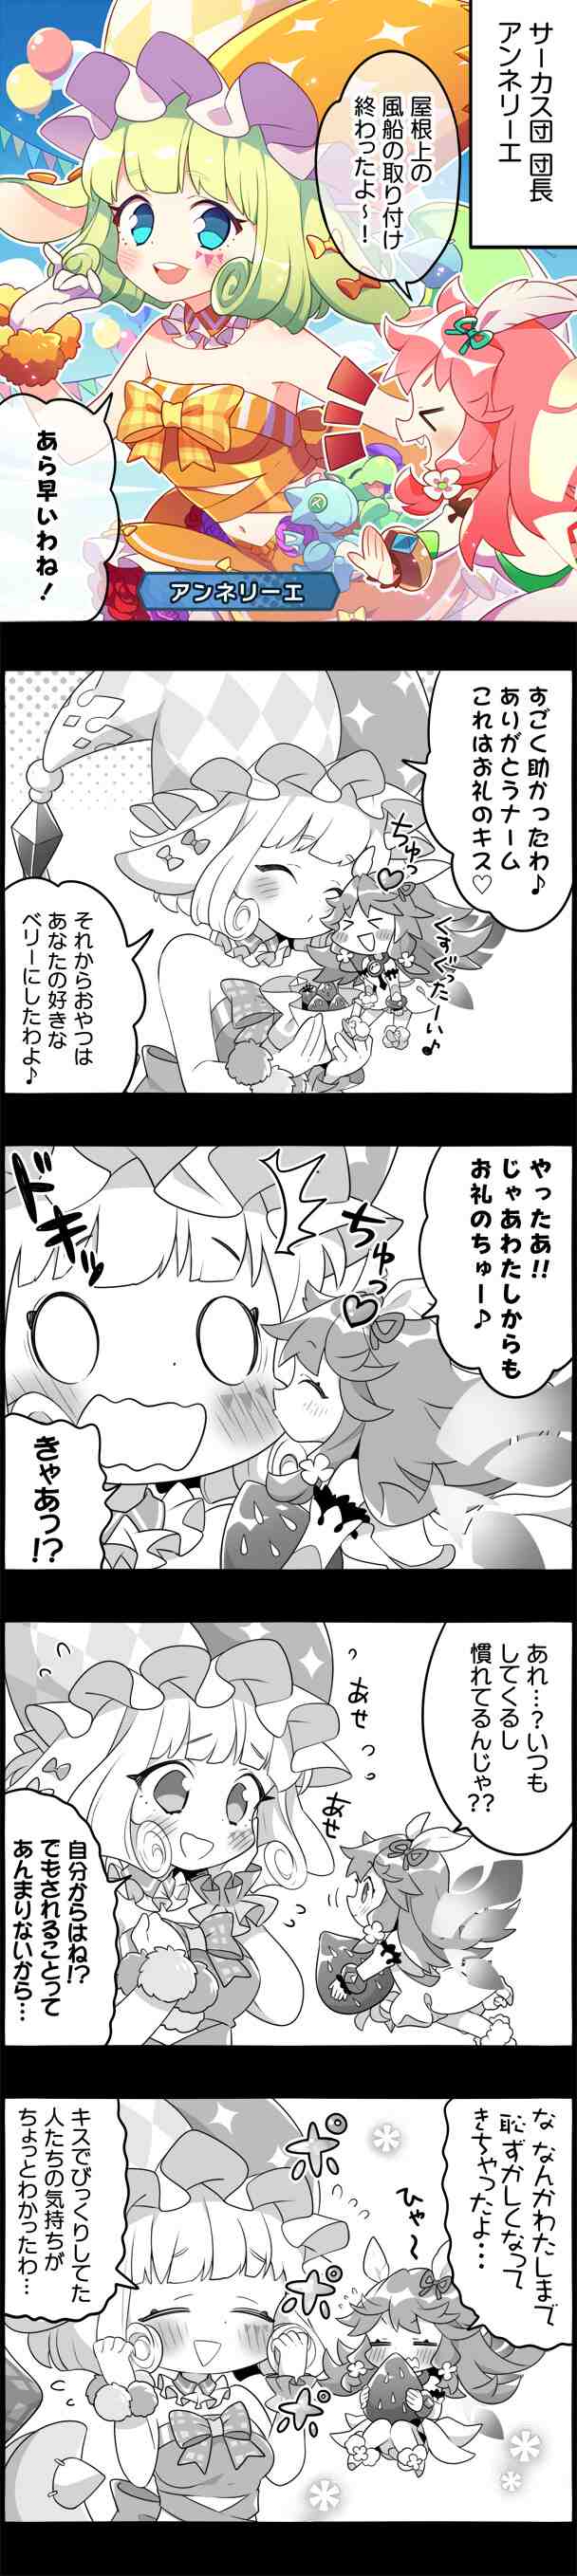 サーカス団 団長
アンネリーエ
屋根上の
風船の取り付け
終わったよ～！
あら早いわね！
アンネリーエ
すごく助かったわ♪
ありがとうナーム
これはお礼のキス♡
ちゅっ♡
くすぐったーい♪
それからおやつは
あなたの好きな
ベリーにしたわよ♪
やったあ!!
じゃあわたしからも
お礼のちゅー♪
ちゅっ♡
ドキッ
きゃあっ!?
あれ…？いつも
してくるし
慣れてるんじゃ??
あせ
あせ
自分からはね!?
でもされることって
あんまりないから…
な なんかわたしまで
恥ずかしくなって
きちゃったよ…
ひゃ～
ポ
ポ
ポ
キスでびっくりしてた
人たちの気持ちが
ちょっとわかったわ…